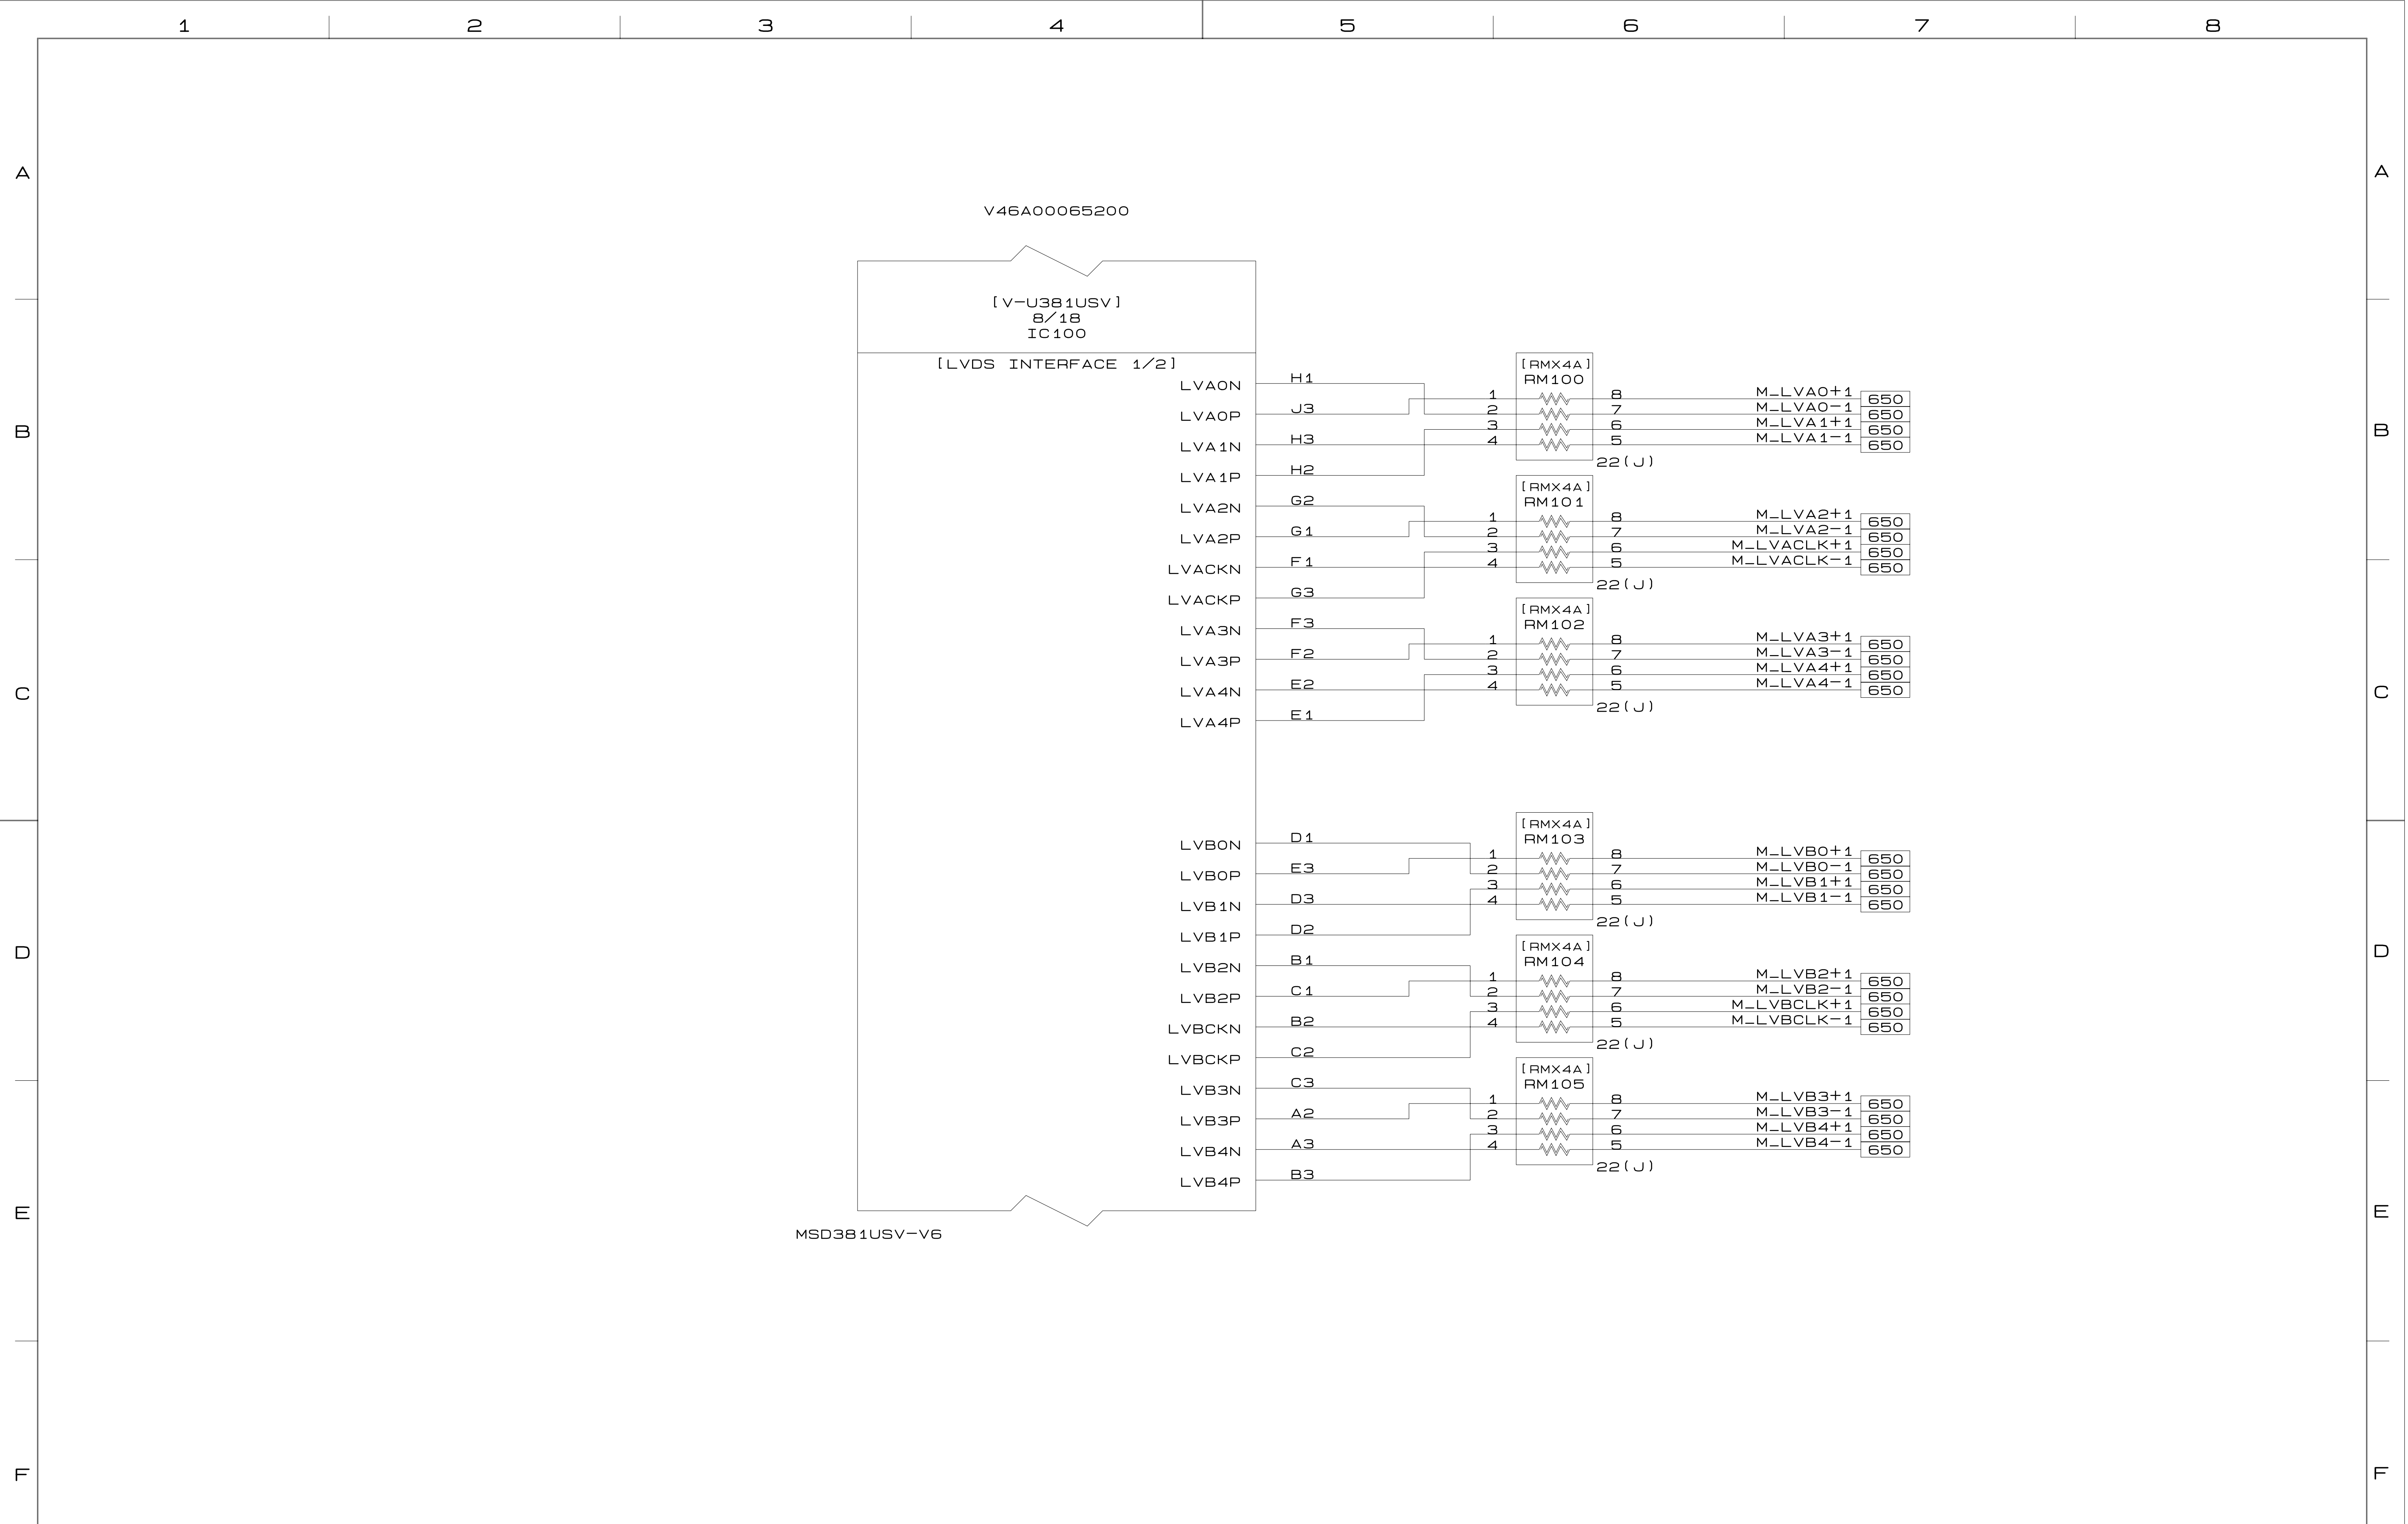 1 2 3 4 5 6 7 8
A A
V46A00065200
[V-U381USV]
8/18
IC100
[LVDS INTERFACE 1/2]
[RMX4A]
RM100
LVA0N H1
1 8 M_LVA0+1 650
LVA0P J3 2 7 M_LVA0-1 650
3 6 M_LVA1+1 650
B B
LVA1N H3 4 5 M_LVA1-1 650
22(J)
LVA1P H2
[RMX4A]
RM101
LVA2N G2
1 8 M_LVA2+1 650
LVA2P G1 2 7 M_LVA2-1 650
3 6 M_LVACLK+1 650
LVACKN F1 4 5 M_LVACLK-1 650
22(J)
LVACKP G3
[RMX4A]
RM102
LVA3N F3
1 8 M_LVA3+1 650
LVA3P F2 2 7 M_LVA3-1 650
3 6 M_LVA4+1 650
LVA4N E2 4 5 M_LVA4-1 650
C C
22(J)
LVA4P E1
[RMX4A]
RM103
LVB0N D1
1 8 M_LVB0+1 650
LVB0P E3 2 7 M_LVB0-1 650
3 6 M_LVB1+1 650
LVB1N D3 4 5 M_LVB1-1 650
22(J)
LVB1P D2
D D
[RMX4A]
RM104
LVB2N B1
1 8 M_LVB2+1 650
LVB2P C1 2 7 M_LVB2-1 650
3 6 M_LVBCLK+1 650
LVBCKN B2 4 5 M_LVBCLK-1 650
22(J)
LVBCKP C2
[RMX4A]
RM105
LVB3N C3
1 8 M_LVB3+1 650
LVB3P A2 2 7 M_LVB3-1 650
3 6 M_LVB4+1 650
LVB4N A3 4 5 M_LVB4-1 650
22(J)
LVB4P B3
E E
MSD381USV-V6
F F